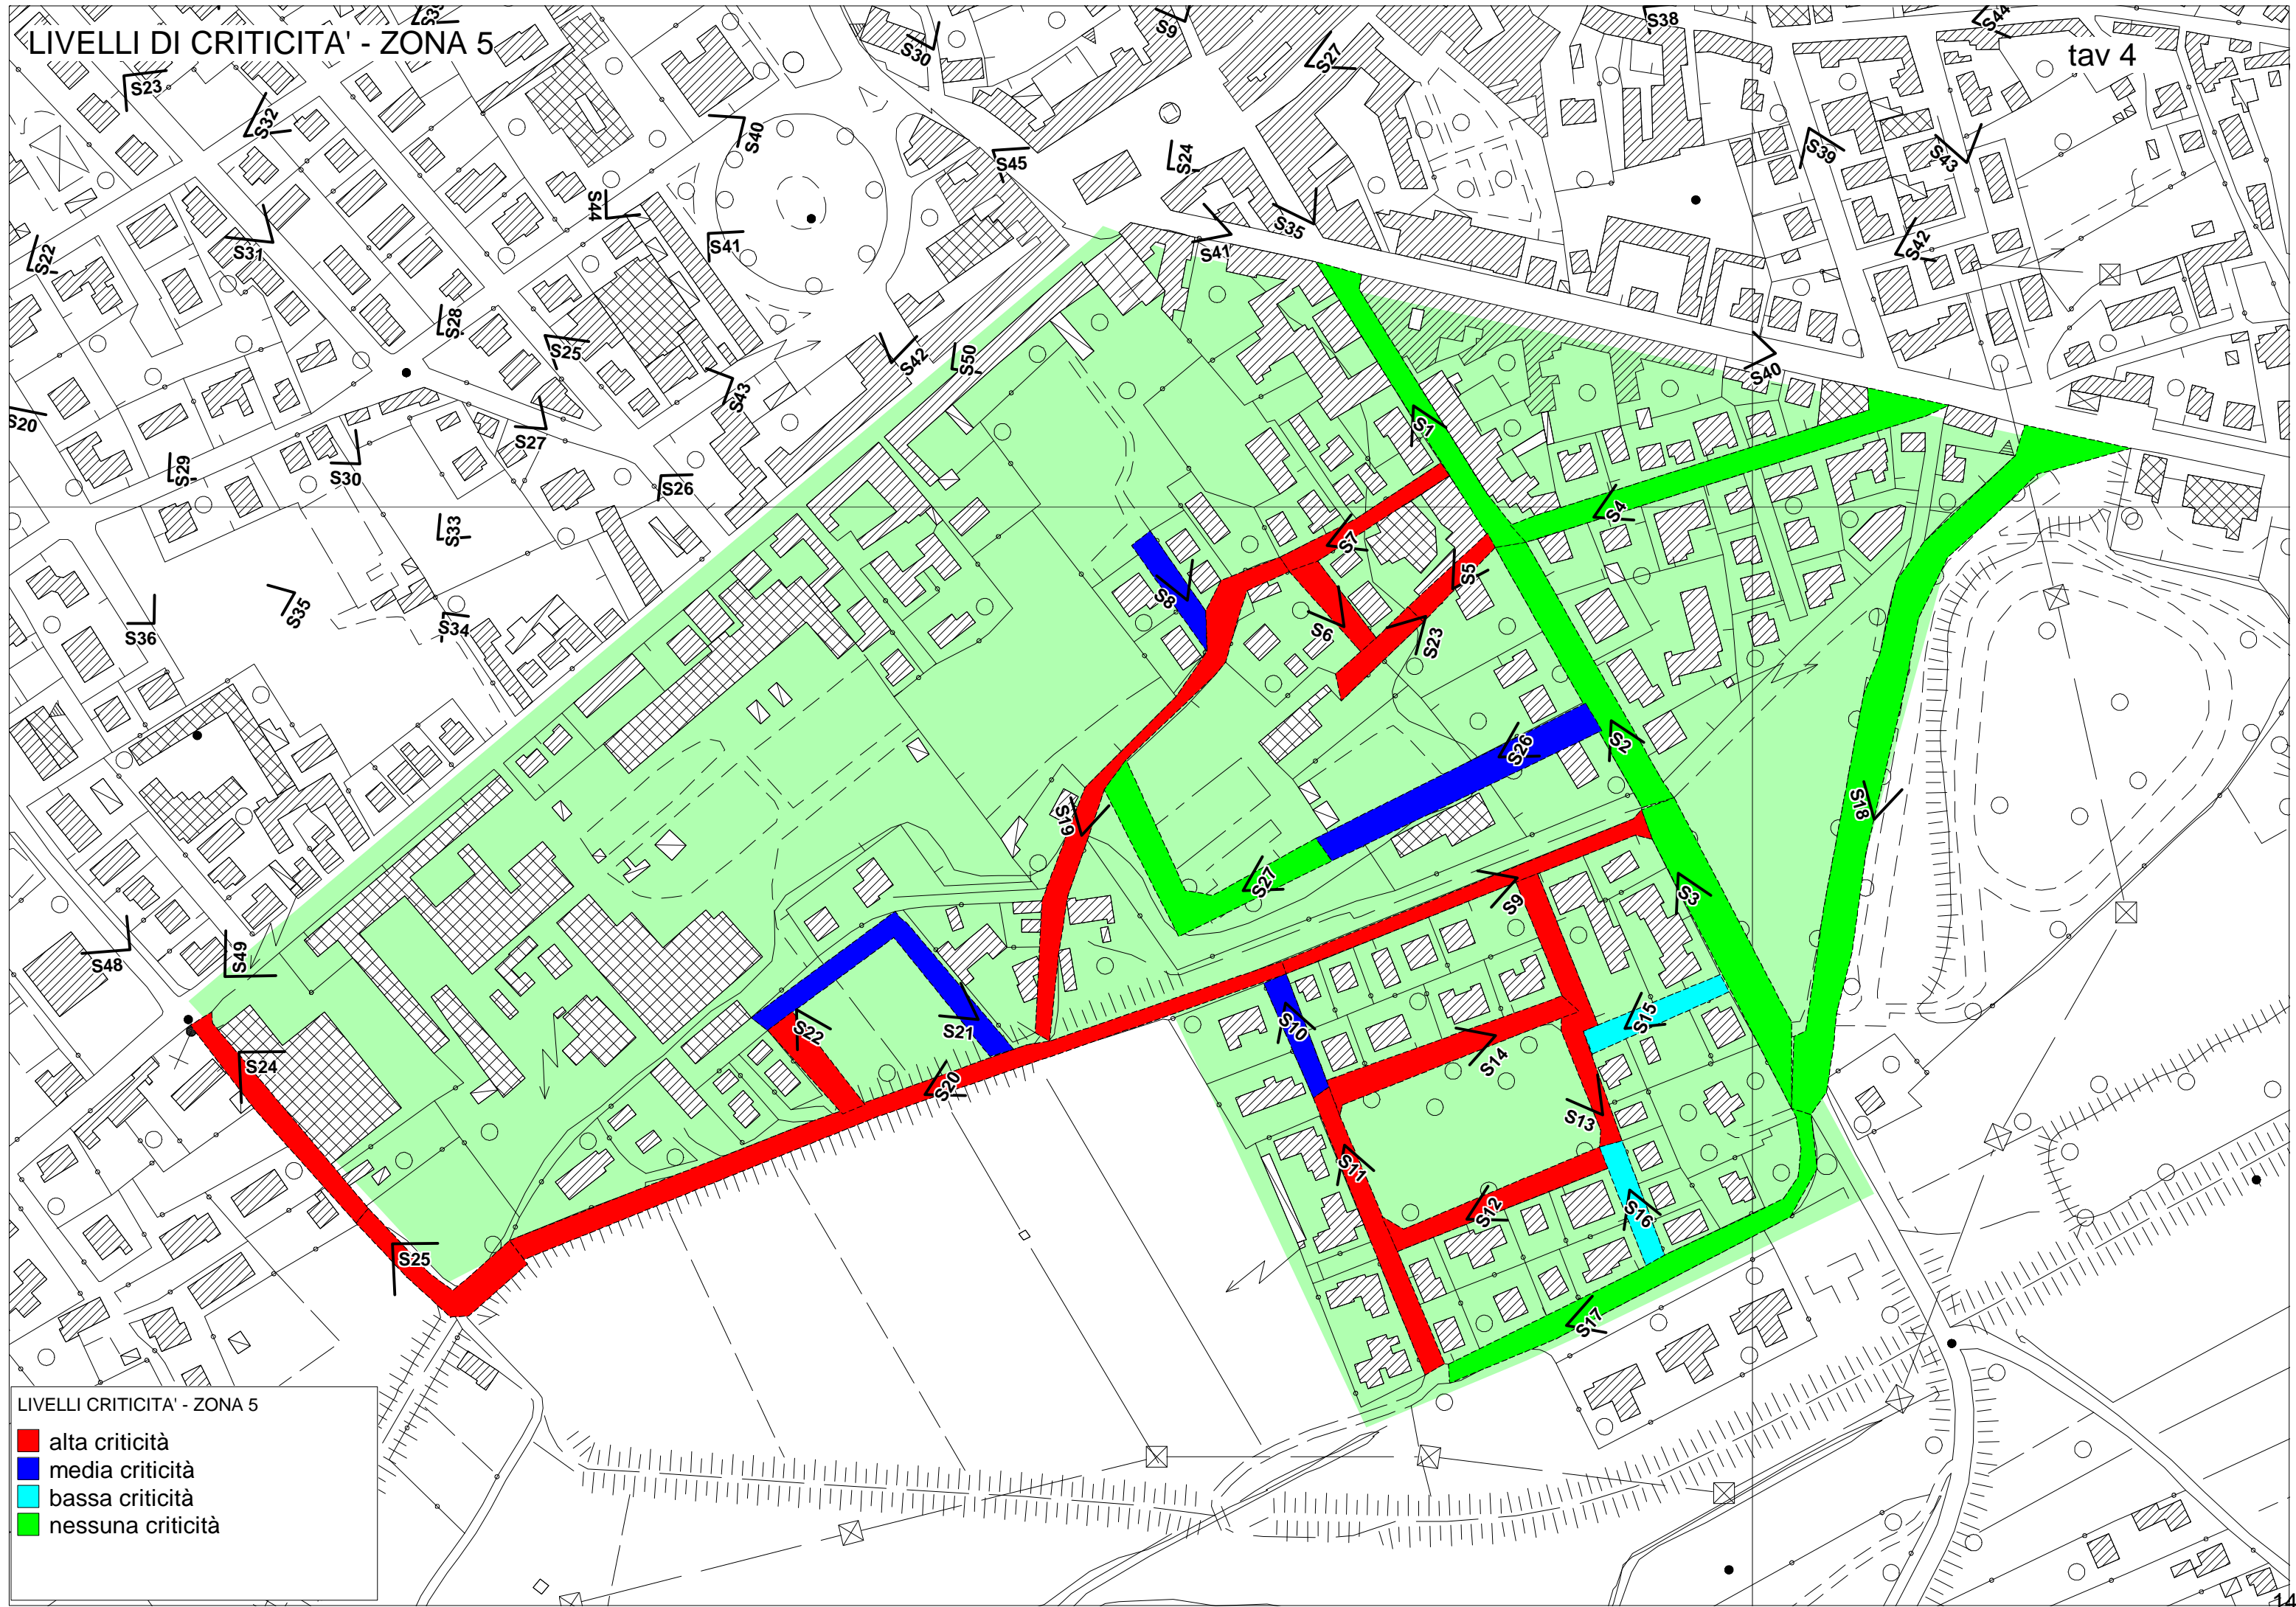 LIVELLI DI CRITICITA' - ZONA 5
tav 4
S9
S38
S44
S30
S27
S23
S32
S40
S45
S24
S39
S43
S44
S22
S31
S41
S41
S35
S42
S28
S25
S43
S42
S50
S40
S20
S27
S29
S30
S26
S33
S1
S4
S7
S5
S36
S35
S34
S8
S6
S23
S26
S2
S19
S18
S27
S3
S9
S48
S49
S24
S22
S21
S20
S10
S14
S15
S13
S11
S12
S16
S25
S17
LIVELLI CRITICITA' - ZONA 5
alta criticità
media criticità
bassa criticità
nessuna criticità